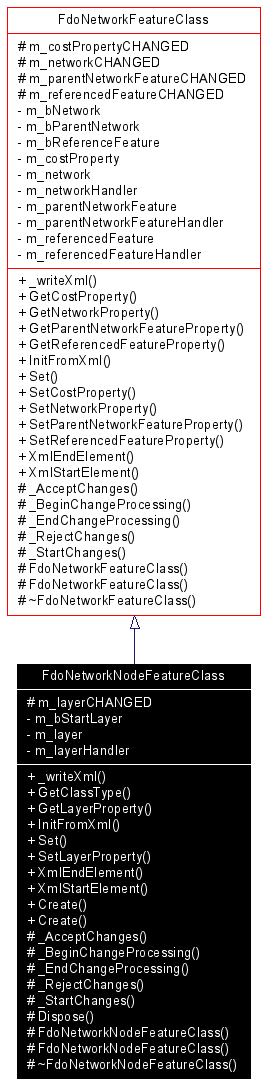 FdoNetworkFeatureClass
# m_costPropertyCHANGED
# m_networkCHANGED
# m_parentNetworkFeatureCHANGED
# m_referencedFeatureCHANGED
- m_bNetwork
- m_bParentNetwork
- m_bReferenceFeature
- m_costProperty
- m_network
- m_networkHandler
- m_parentNetworkFeature
- m_parentNetworkFeatureHandler
- m_referencedFeature
- m_referencedFeatureHandler
+ _writeXml()
+ GetCostProperty()
+ GetNetworkProperty()
+ GetParentNetworkFeatureProperty()
+ GetReferencedFeatureProperty()
+ InitFromXml()
+ Set()
+ SetCostProperty()
+ SetNetworkProperty()
+ SetParentNetworkFeatureProperty()
+ SetReferencedFeatureProperty()
+ XmlEndElement()
+ XmlStartElement()
# _AcceptChanges()
# _BeginChangeProcessing()
# _EndChangeProcessing()
# _RejectChanges()
# _StartChanges()
# FdoNetworkFeatureClass()
# FdoNetworkFeatureClass()
# ~FdoNetworkFeatureClass()
FdoNetworkNodeFeatureClass
# m_layerCHANGED
- m_bStartLayer
- m_layer
- m_layerHandler
+ _writeXml()
+ GetClassType()
+ GetLayerProperty()
+ InitFromXml()
+ Set()
+ SetLayerProperty()
+ XmlEndElement()
+ XmlStartElement()
+ Create()
+ Create()
# _AcceptChanges()
# _BeginChangeProcessing()
# _EndChangeProcessing()
# _RejectChanges()
# _StartChanges()
# Dispose()
# FdoNetworkNodeFeatureClass()
# FdoNetworkNodeFeatureClass()
# ~FdoNetworkNodeFeatureClass()